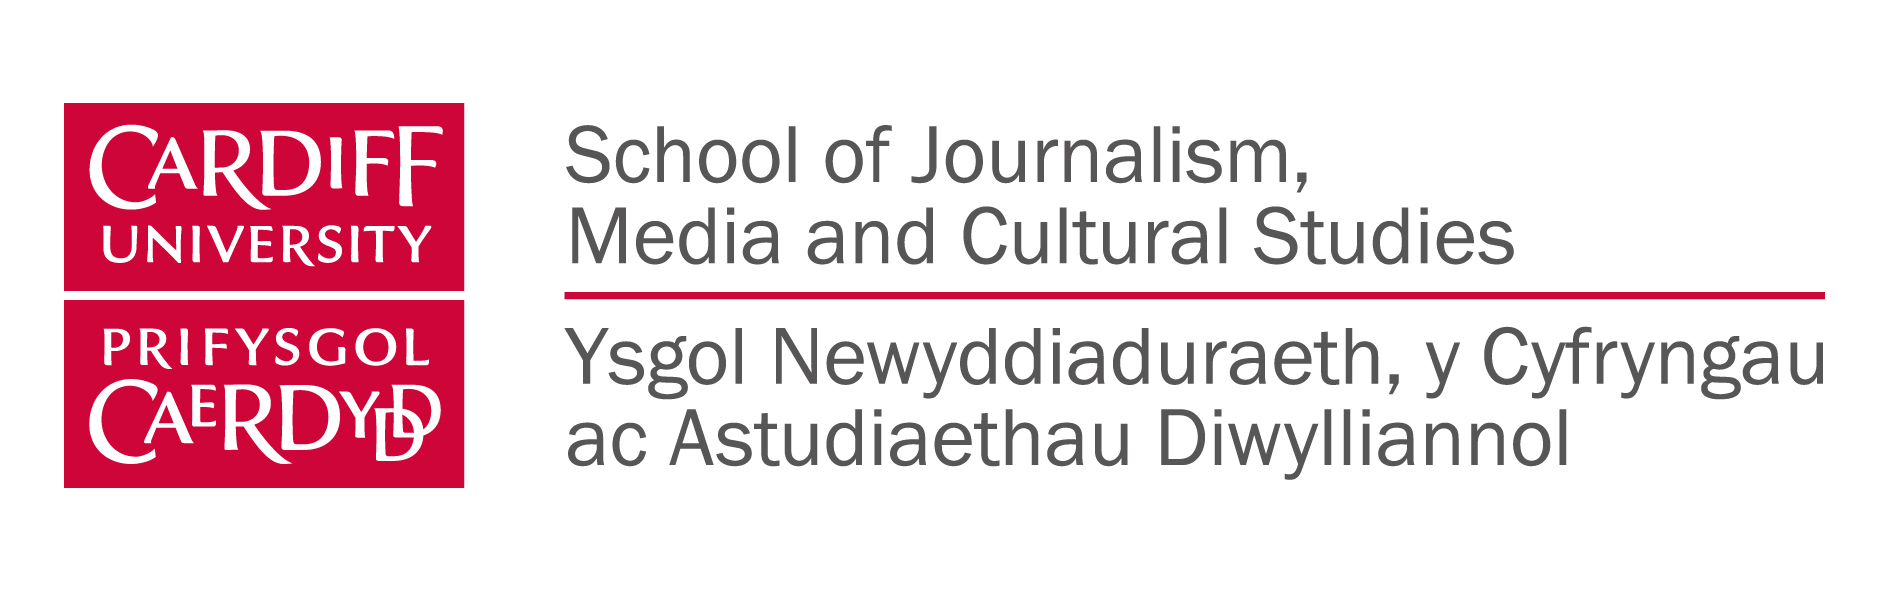 CARDIFF
UNIVERSITY
PRIFYSGOL
CAERDYDD
School of Journalism,
Media and Cultural Studies
Ysgol Newyddiaduraeth, y Cyfryngau
ac Astudiaethau Diwylliannol